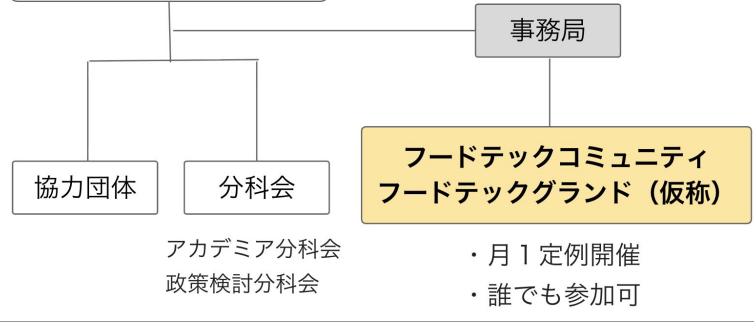 事務局
協力団体
分科会
アカデミア分科会
政策検討分科会
フードテックコミュニティ
フードテックグランド（仮称）
・月１定例開催
・誰でも参加可